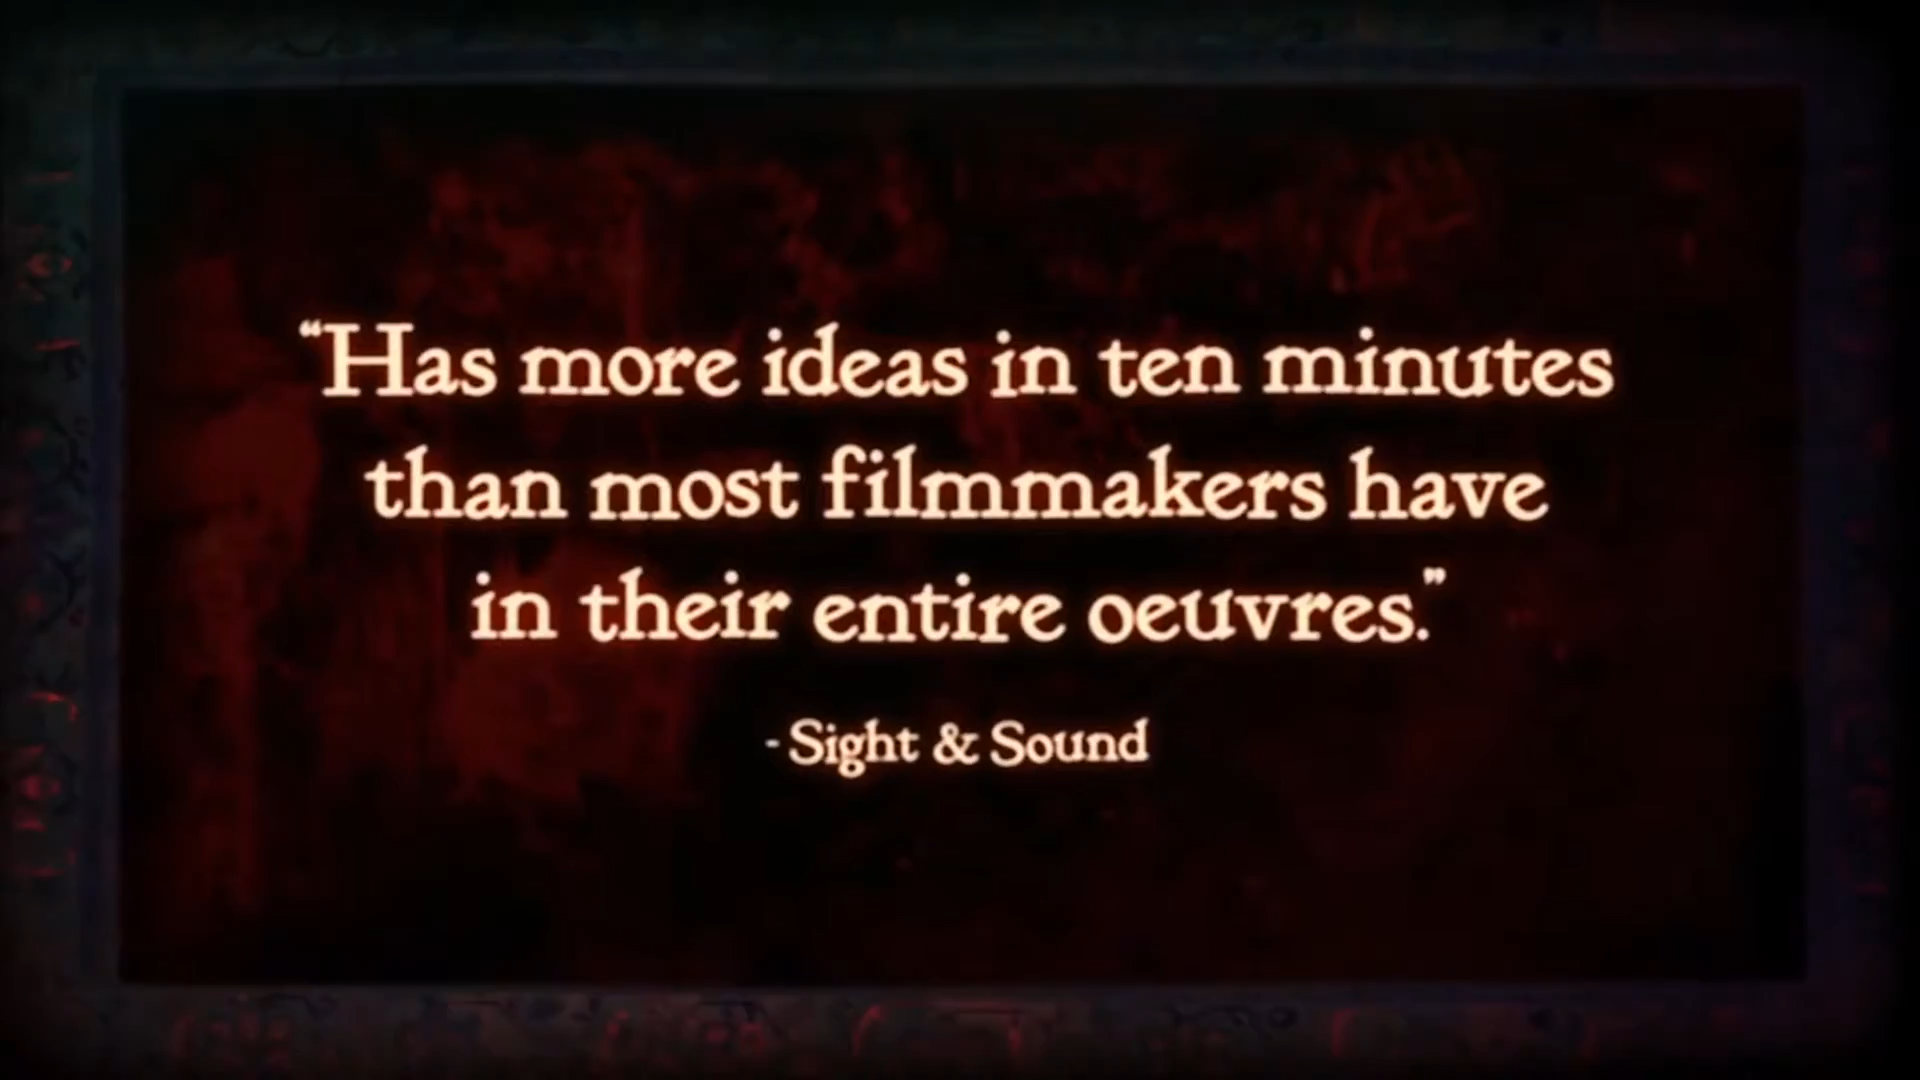 “Has more ideas in ten minutes
than most filmmakers have
in their entire oeuvres.”
- Sight & Sound